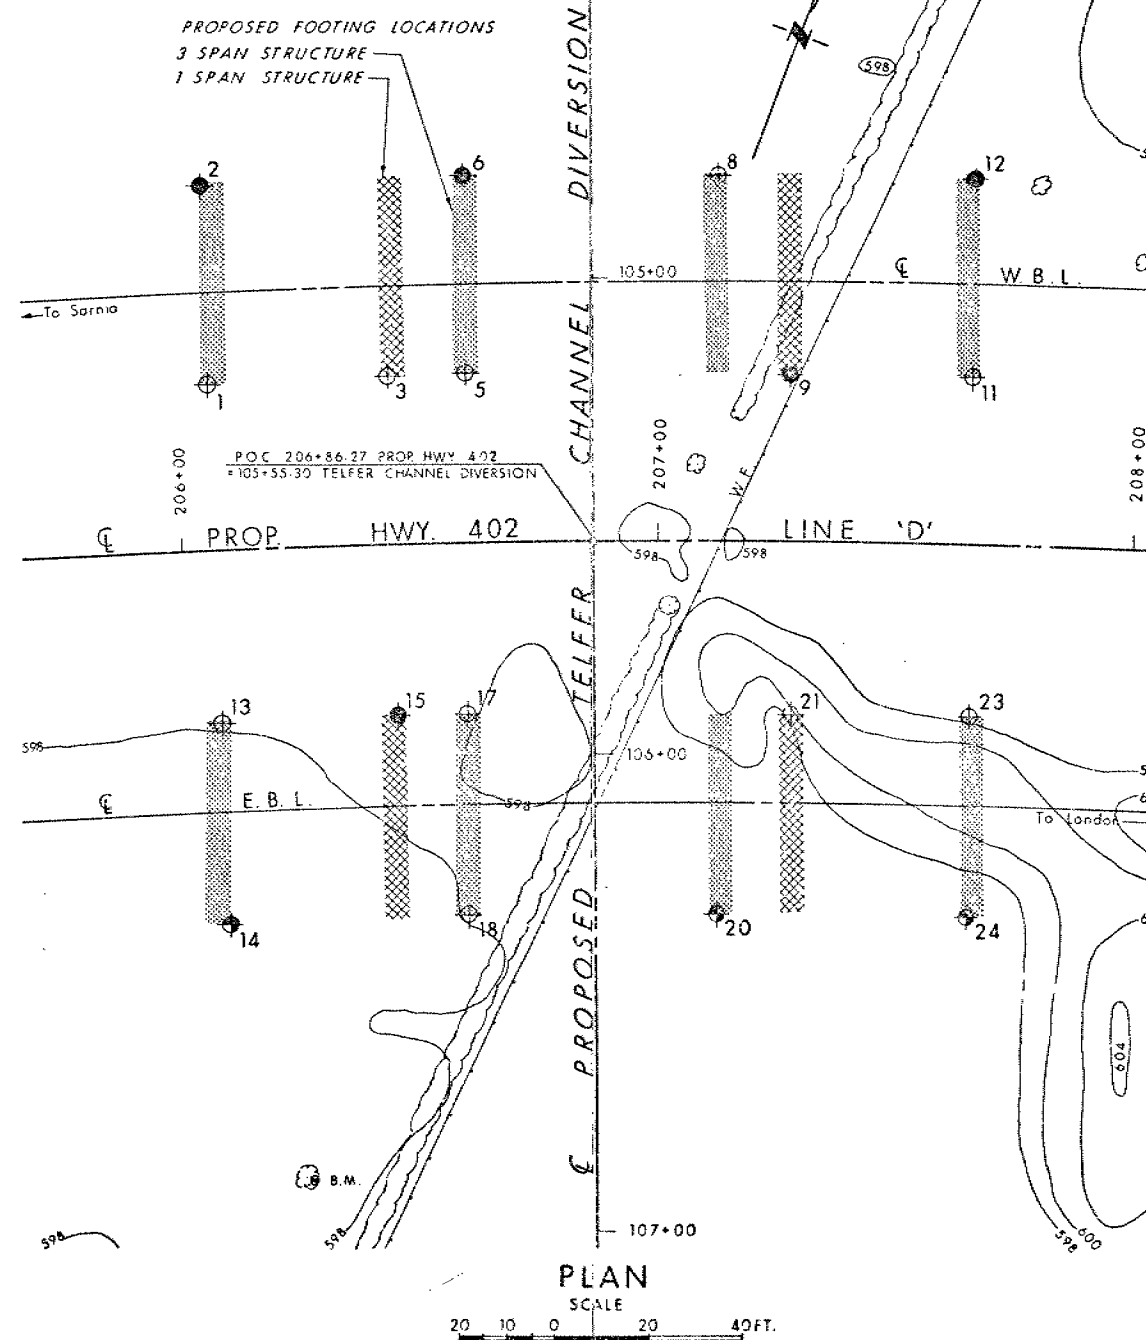 PROPOSED FOOTING LOCATIONS
3 SPAN STRUCTURE
1 SPAN STRUCTURE
DIVISION
598
2
6
8
12
105+00
℄
W.B.L.
To Sarnia
CHANNEL
1
3
5
9
11
206+00
POC 206+86.27 PROP. HWY. 402
=105+55.30 TELFER CHANNEL DIVERSION
207+00
W.F.
208+00
℄ PROP. HWY. 402
LINE 'D'
598
598
TELFER
13
15
17
21
23
598
106+00
℄ E.B.L.
598
To London
14
18
20
24
PROPOSED
604
℄
B.M.
598
598
107+00
598
600
PLAN
SCALE
20 10 0 20 40 FT.